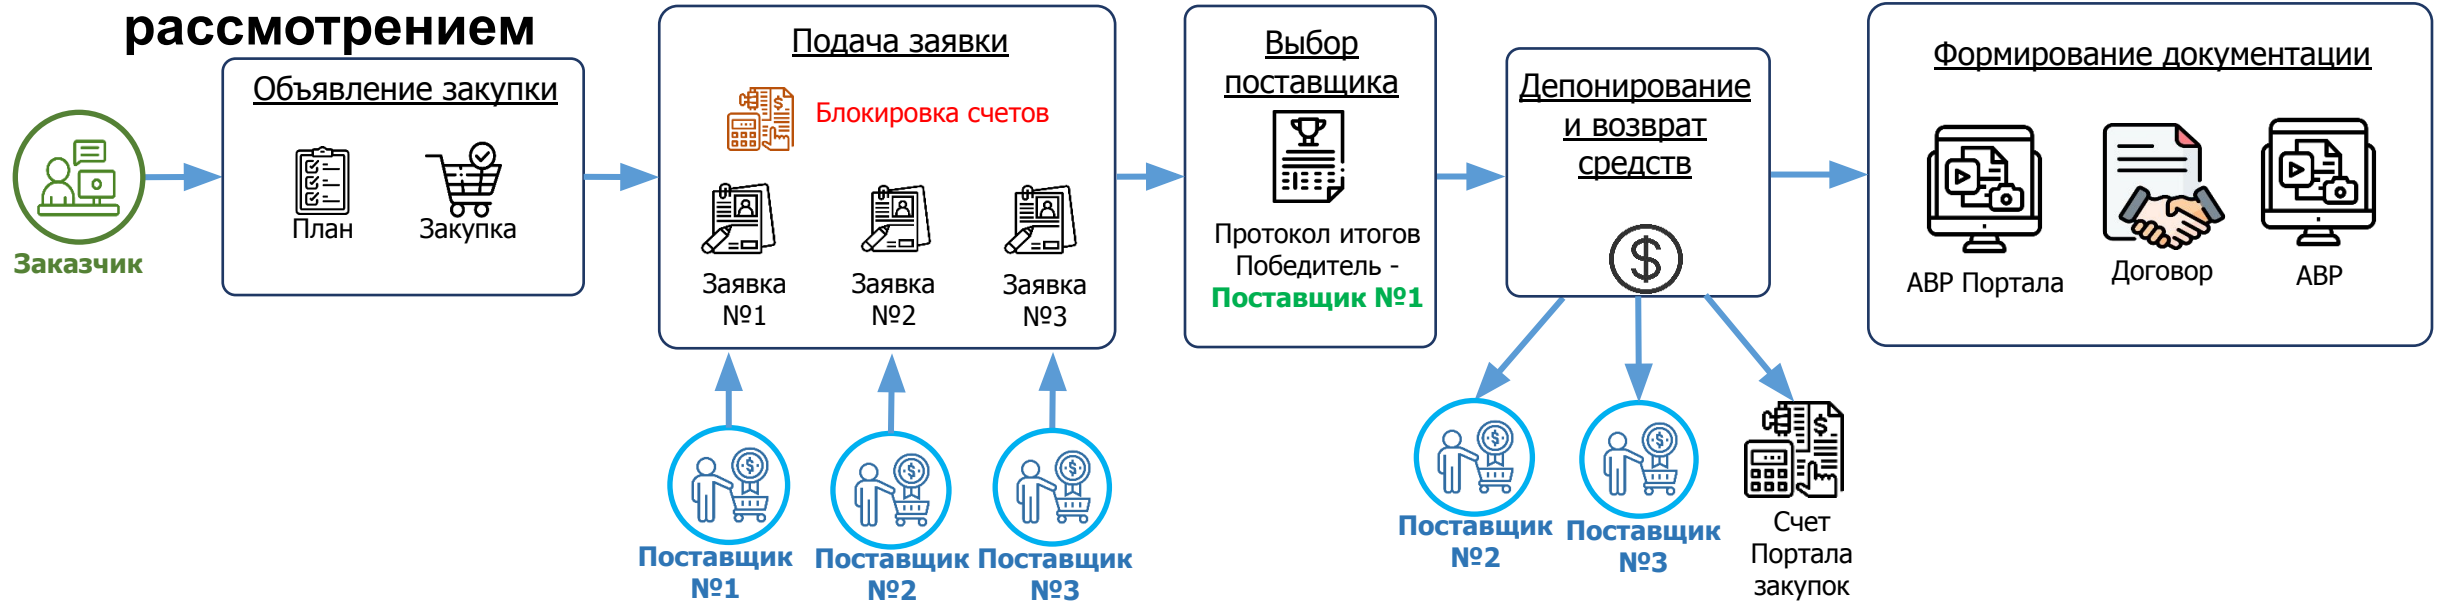 рассмотрением
Заказчик
Объявление закупки
План
Закупка
Подача заявки
Блокировка счетов
Заявка
№1
Заявка
№2
Заявка
№3
Поставщик
№1
Поставщик
№2
Поставщик
№3
Выбор
поставщика
Протокол итогов
Победитель -
Поставщик №1
Депонирование
и возврат
средств
Поставщик
№2
Поставщик
№3
Счет
Портала
закупок
Формирование документации
АВР Портала
Договор
АВР